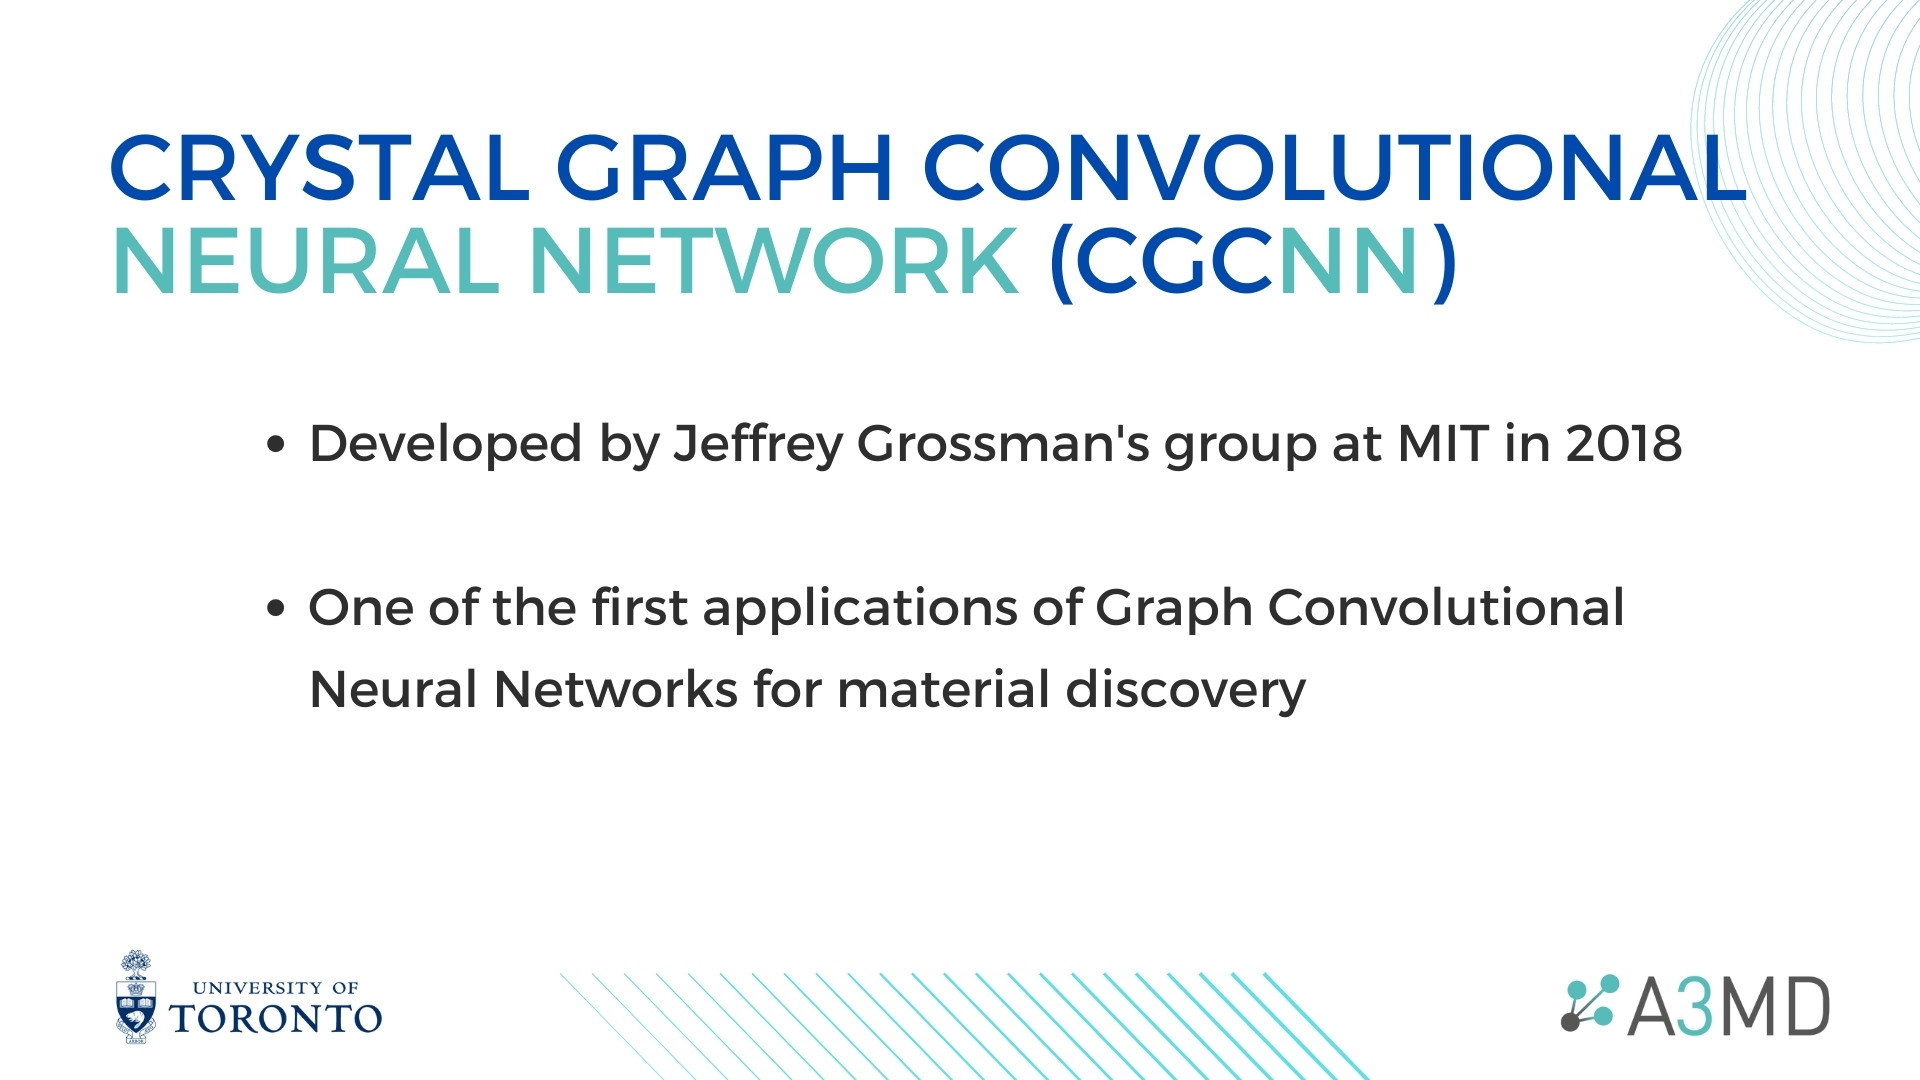 CRYSTAL GRAPH CONVOLUTIONAL
NEURAL NETWORK (CGCNN)
• Developed by Jeffrey Grossman's group at MIT in 2018
• One of the first applications of Graph Convolutional
Neural Networks for material discovery
UNIVERSITY OF
TORONTO
A3MD